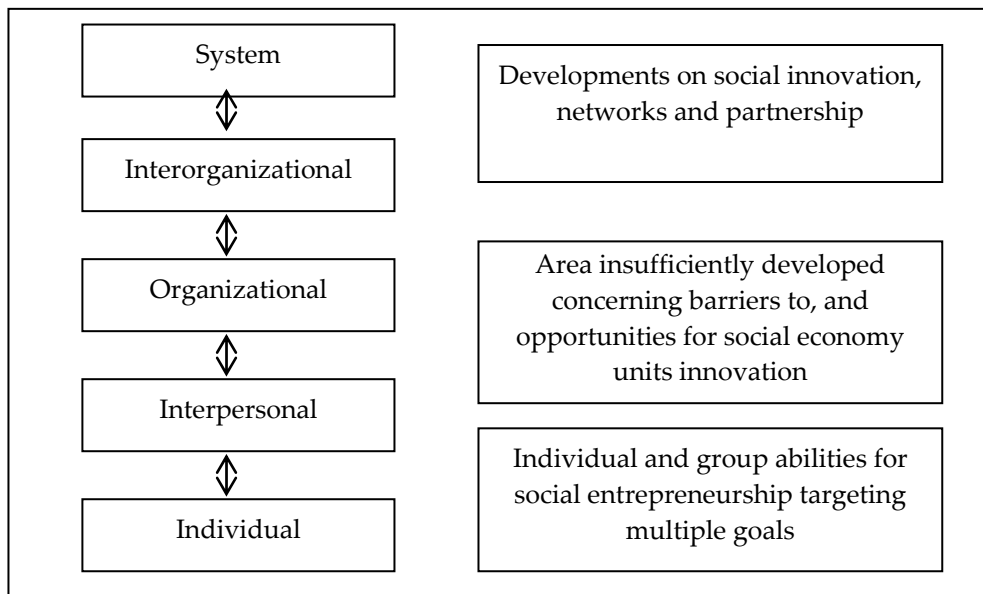 System
Interorganizational
Organizational
Interpersonal
Individual
Developments on social innovation,
networks and partnership
Area insufficiently developed
concerning barriers to, and
opportunities for social economy
units innovation
Individual and group abilities for
social entrepreneurship targeting
multiple goals